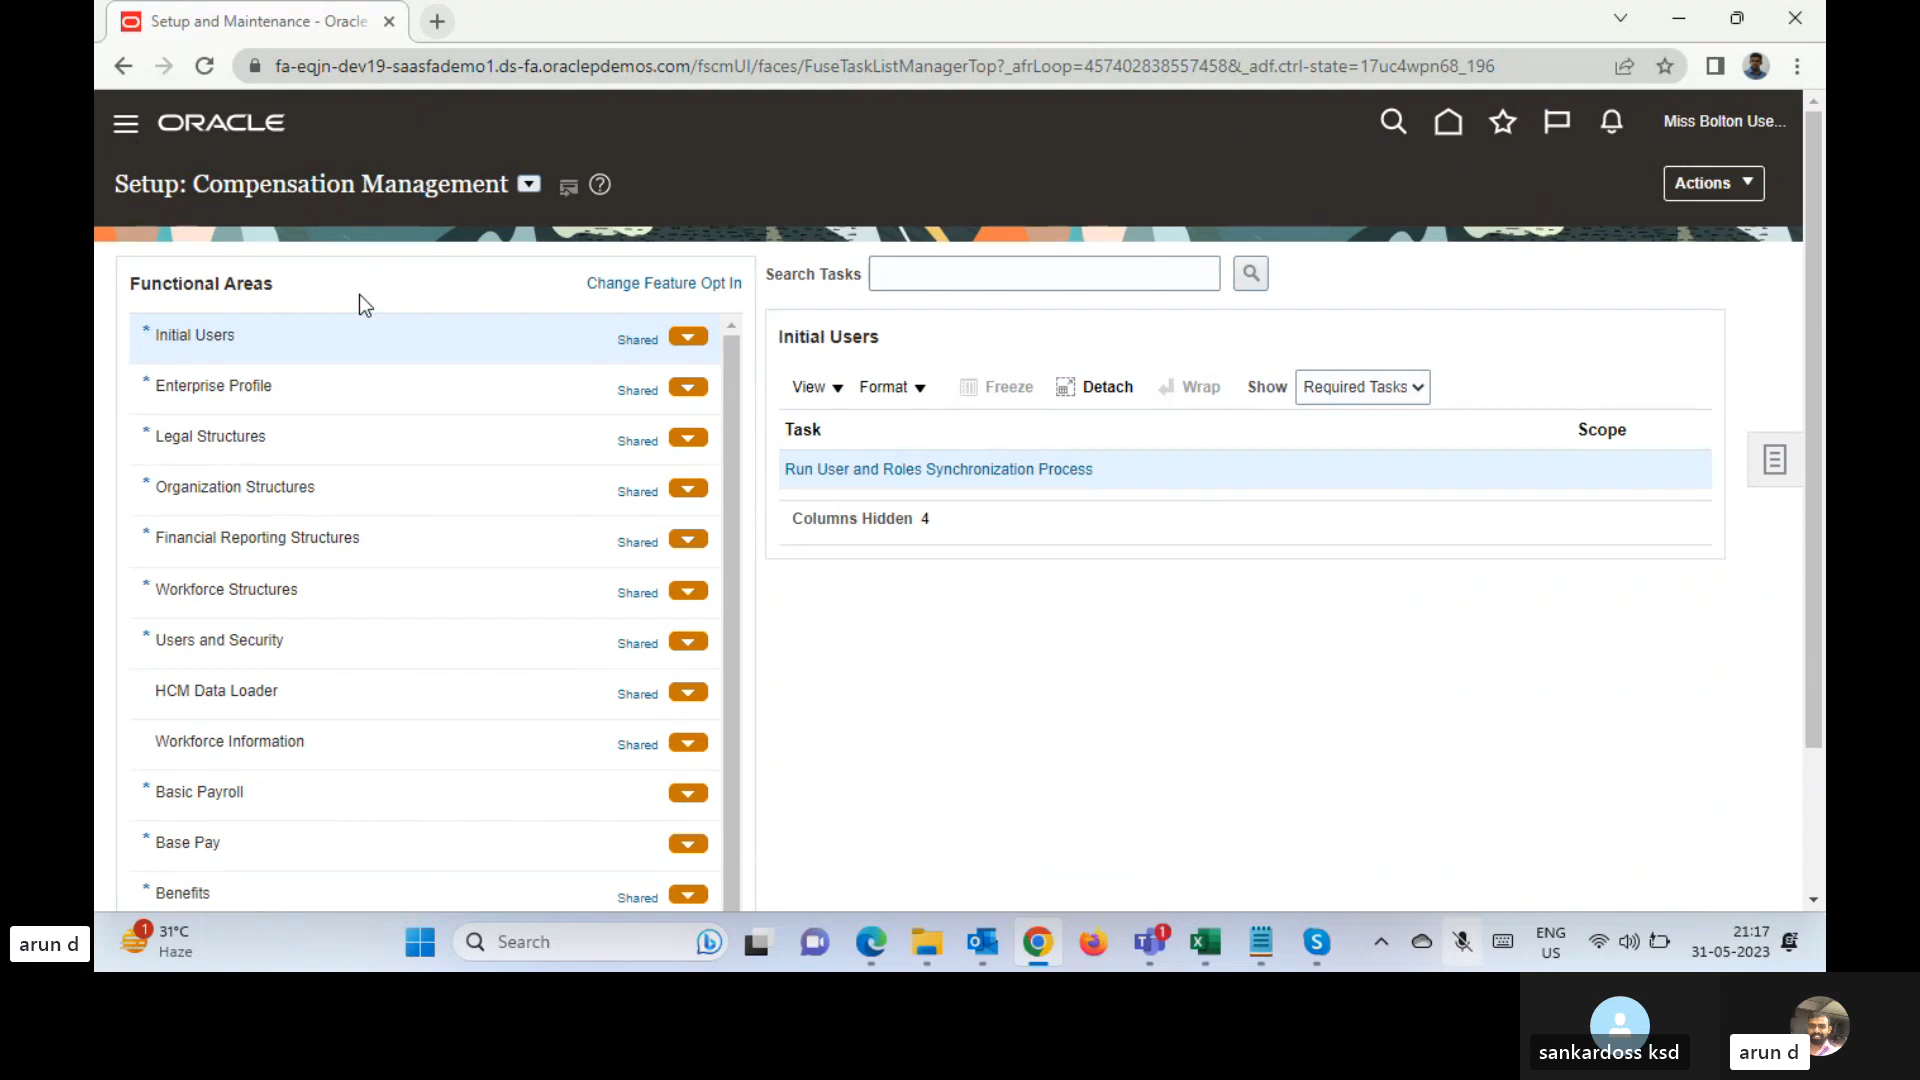 Setup and Maintenance - Oracle
fa-eqjn-dev19-saasfademo1.ds-fa.oraclepdemos.com/fscmUI/faces/FuseTaskListManagerTop?_afrLoop=457402838557458&_adf.ctrl-state=17uc4wpn68_196
ORACLE
Miss Bolton Use...
Setup: Compensation Management
Actions
Functional Areas
Change Feature Opt In
* Initial Users
Shared
* Enterprise Profile
Shared
* Legal Structures
Shared
* Organization Structures
Shared
* Financial Reporting Structures
Shared
* Workforce Structures
Shared
* Users and Security
Shared
HCM Data Loader
Shared
Workforce Information
Shared
* Basic Payroll
* Base Pay
* Benefits
Shared
Search Tasks
Initial Users
View Format Freeze Detach Wrap Show Required Tasks
Task Scope
Run User and Roles Synchronization Process
Columns Hidden 4
arun d
1
31°C
Haze
Search
1
ENG
US
21:17
31-05-2023
sankardoss ksd
arun d